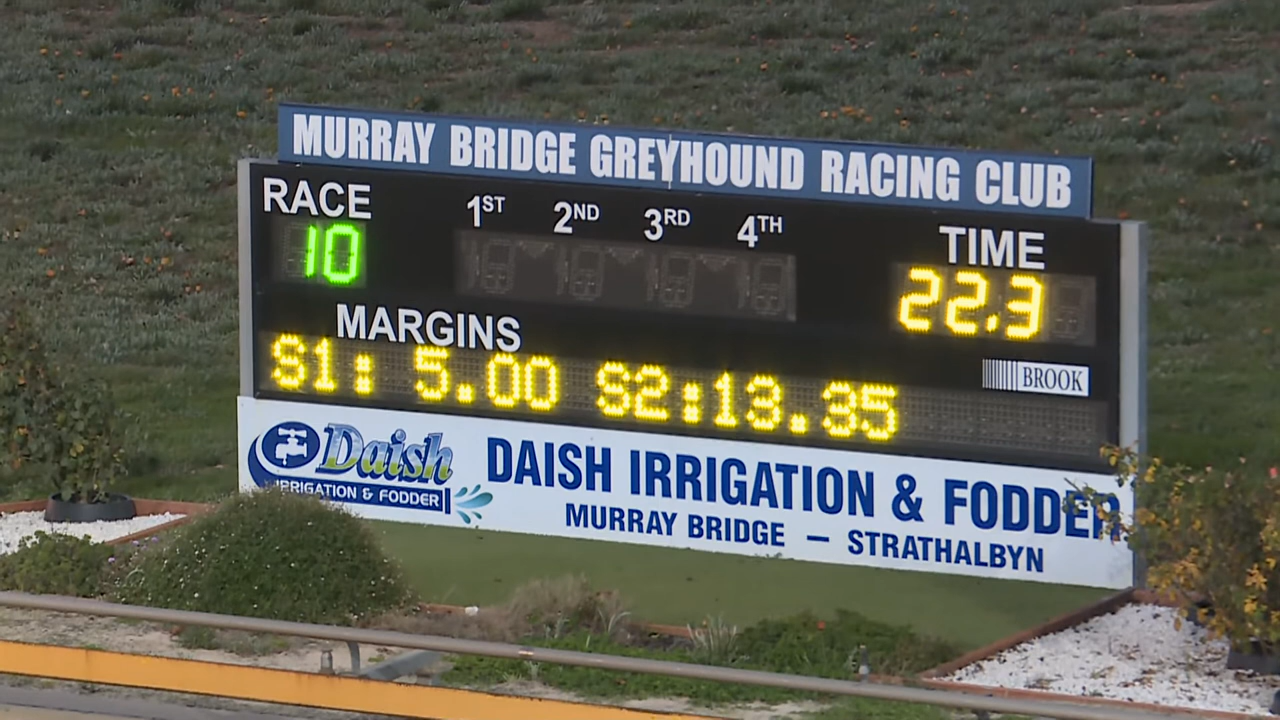 MURRAY BRIDGE GREYHOUND RACING CLUB
RACE 1ST 2ND 3RD 4TH TIME
10 22.3
MARGINS
S1: 5.00 S2:13.35
BROOK
Daish
IRRIGATION & FODDER
DAISH IRRIGATION & FODDER
MURRAY BRIDGE – STRATHALBYN